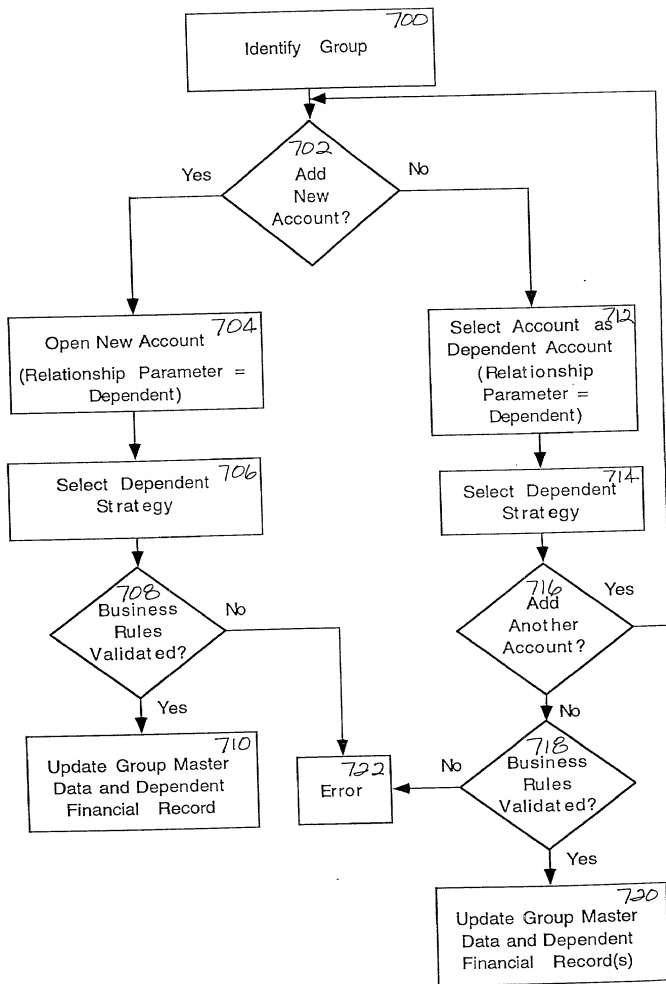 700
Identify Group
702
Yes
No
Add
New
Account?
704
Open New Account
(Relationship Parameter =
Dependent)
712
Select Account as
Dependent Account
(Relationship
Parameter =
Dependent)
706
Select Dependent
Strategy
714
Select Dependent
Strategy
708
Business
Rules
Validated?
No
Yes
716
Add
Another
Account?
Yes
No
710
Update Group Master
Data and Dependent
Financial Record
722
Error
718
Business
Rules
Validated?
No
Yes
720
Update Group Master
Data and Dependent
Financial Record(s)